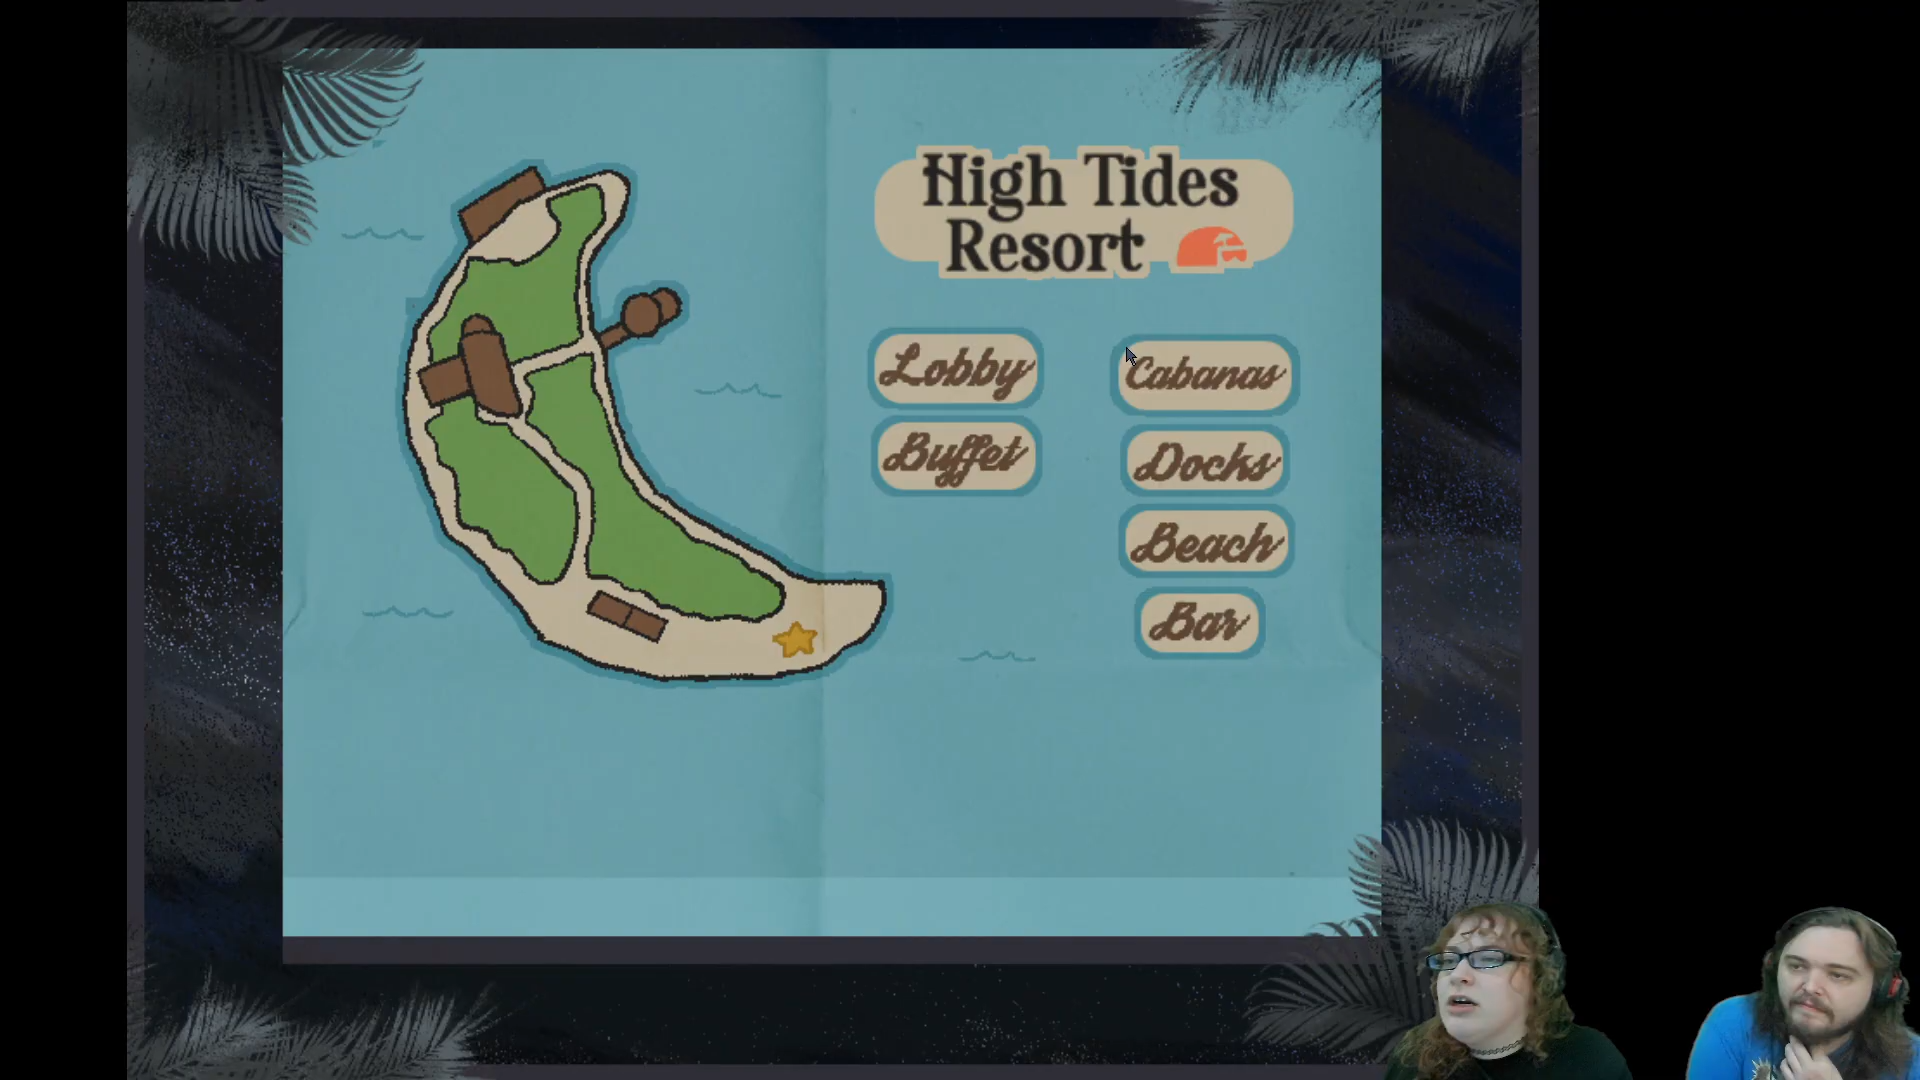 High Tides
Resort
Lobby
Buffet
Cabanas
Docks
Beach
Bar